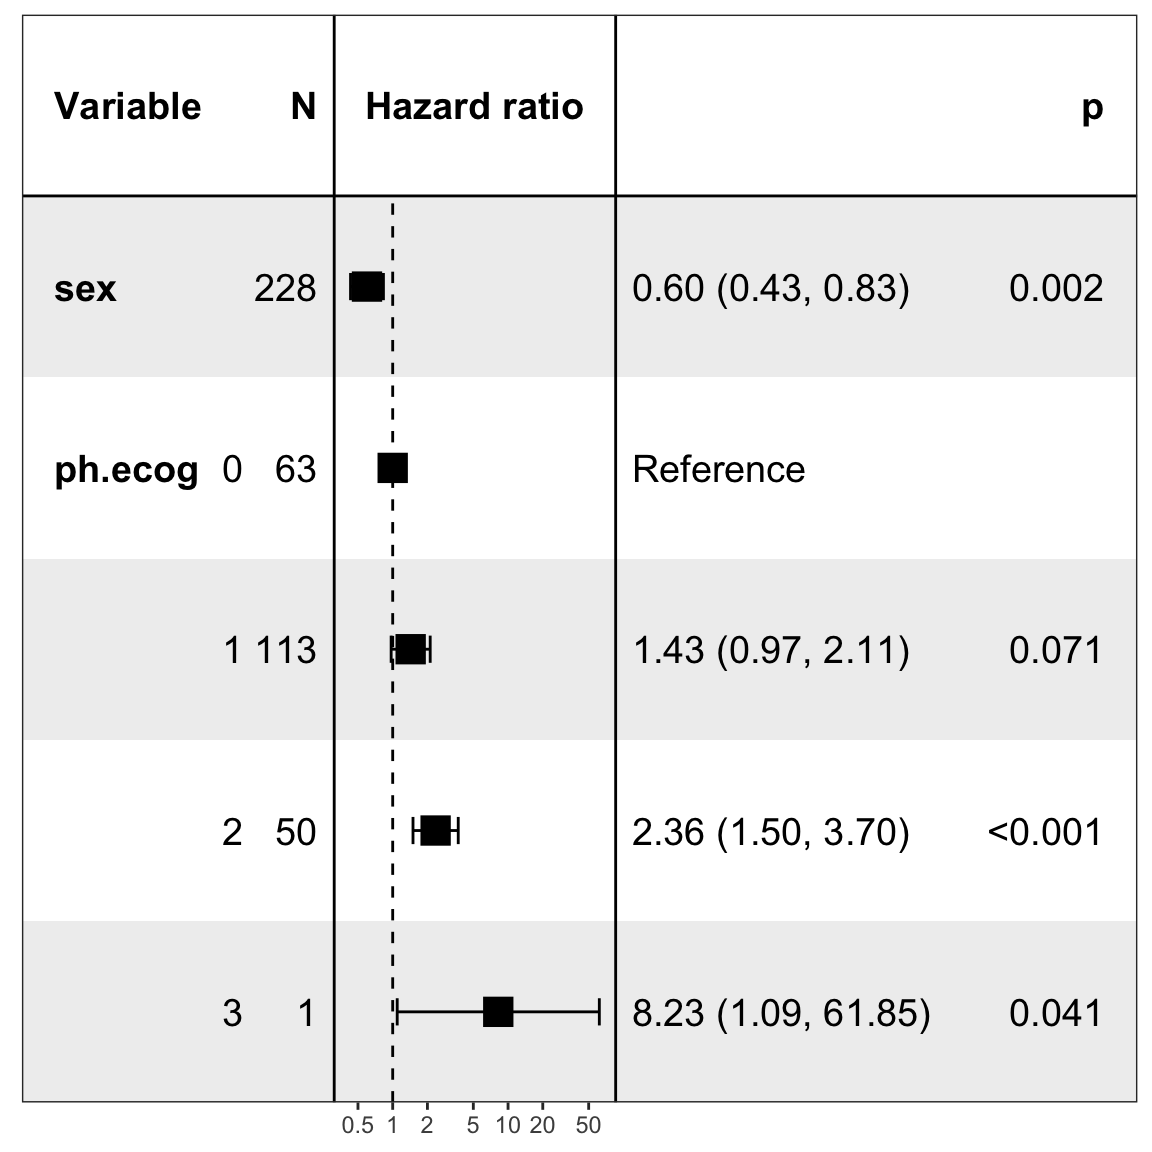 Variable N Hazard ratio p
sex 228 0.60 (0.43, 0.83) 0.002
ph.ecog 0 63 Reference
1 113 1.43 (0.97, 2.11) 0.071
2 50 2.36 (1.50, 3.70) <0.001
3 1 8.23 (1.09, 61.85) 0.041
0.5 1 2 5 10 20 50